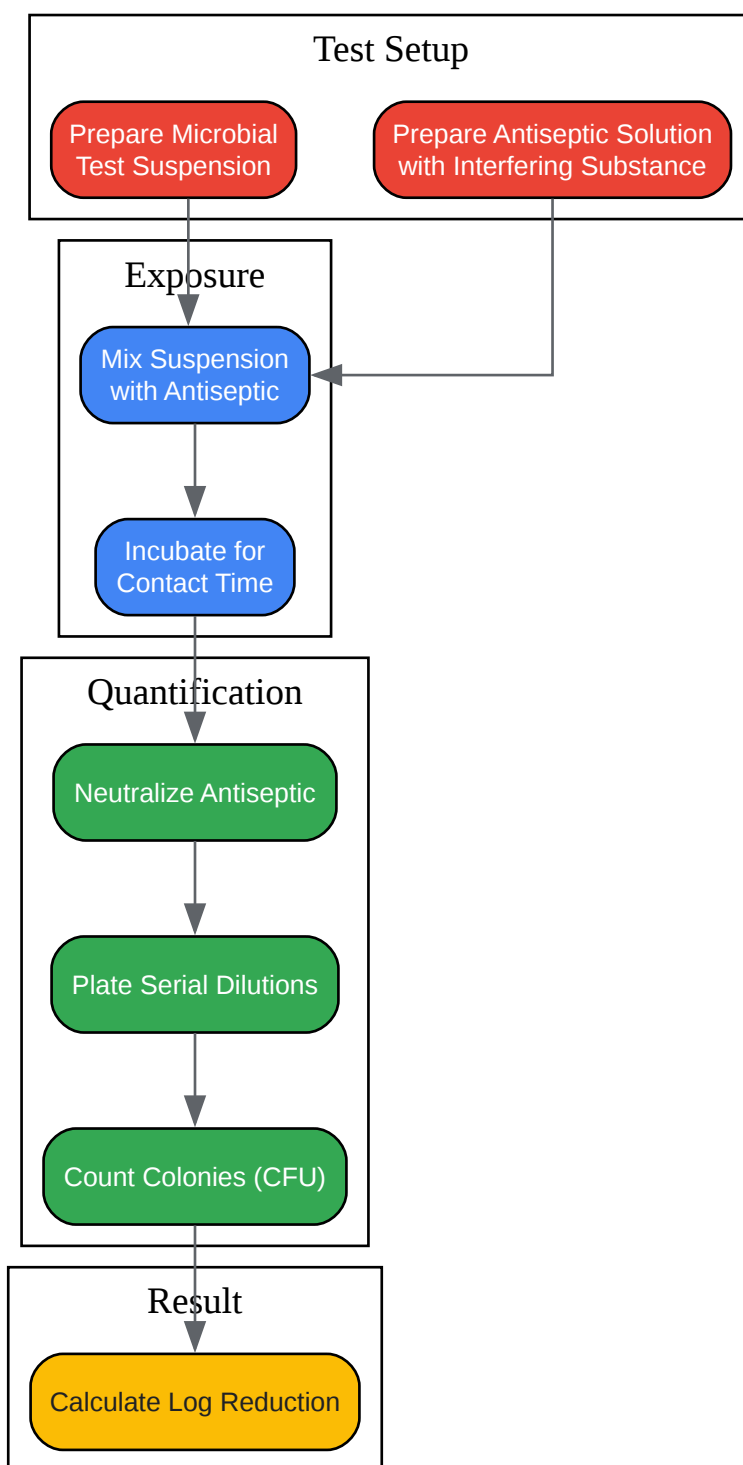 Test Setup
Prepare Microbial
Test Suspension
Prepare Antiseptic Solution
with Interfering Substance
Exposure
Mix Suspension
with Antiseptic
Incubate for
Contact Time
Quantification
Neutralize Antiseptic
Plate Serial Dilutions
Count Colonies (CFU)
Result
Calculate Log Reduction